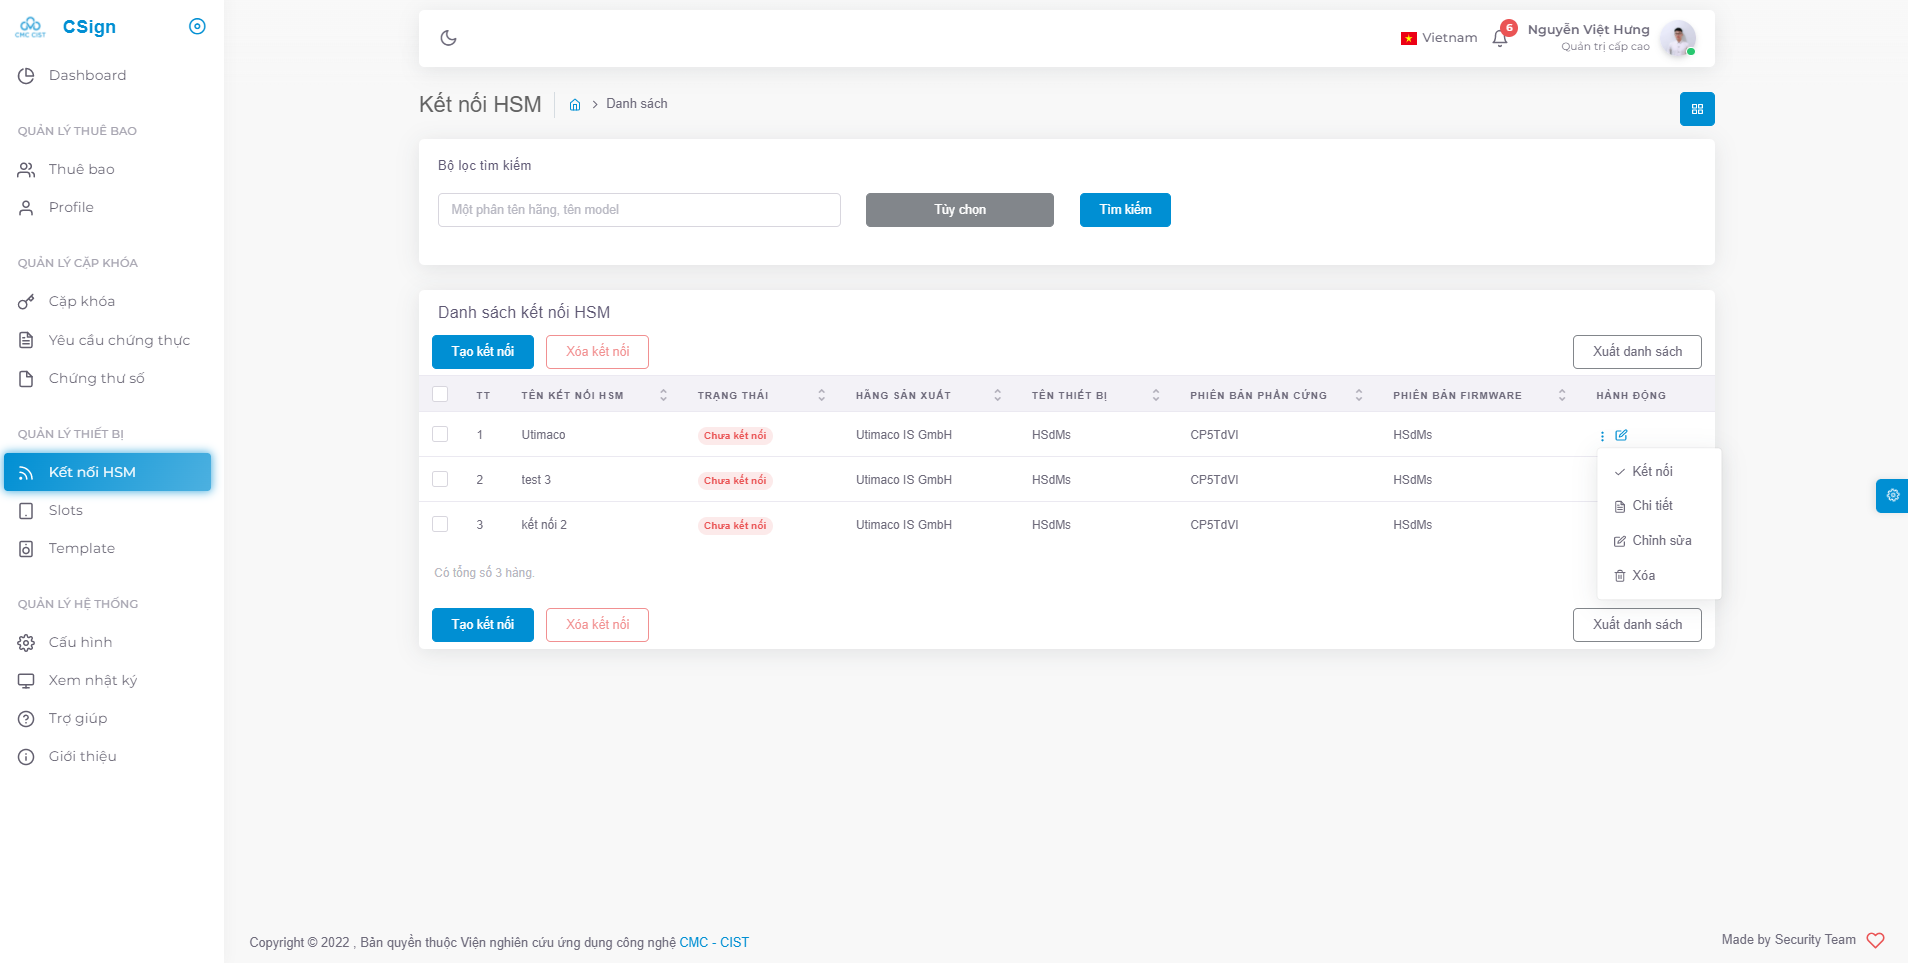 CMC CIST
CSign
Dashboard
QUẢN LÝ THUÊ BAO
Thuê bao
Profile
QUẢN LÝ CẶP KHÓA
Cặp khóa
Yêu cầu chứng thực
Chứng thư số
QUẢN LÝ THIẾT BỊ
Kết nối HSM
Slots
Template
QUẢN LÝ HỆ THỐNG
Cấu hình
Xem nhật ký
Trợ giúp
Giới thiệu
Vietnam
6
Nguyễn Việt Hưng
Quản trị cấp cao
Kết nối HSM
Danh sách
Bộ lọc tìm kiếm
Một phần tên hãng, tên model
Tùy chọn
Tìm kiếm
Danh sách kết nối HSM
Tạo kết nối Xóa kết nối Xuất danh sách
TT TÊN KẾT NỐI HSM TRẠNG THÁI HÃNG SẢN XUẤT TÊN THIẾT BỊ PHIÊN BẢN PHẦN CỨNG PHIÊN BẢN FIRMWARE HÀNH ĐỘNG
1 Utimaco Chưa kết nối Utimaco IS GmbH HSdMs CP5TdVl HSdMs
2 test 3 Chưa kết nối Utimaco IS GmbH HSdMs CP5TdVl HSdMs
3 kết nối 2 Chưa kết nối Utimaco IS GmbH HSdMs CP5TdVl HSdMs
Kết nối
Chi tiết
Chỉnh sửa
Xóa
Có tổng số 3 hàng.
Tạo kết nối Xóa kết nối Xuất danh sách
Copyright © 2022 , Bản quyền thuộc Viện nghiên cứu ứng dụng công nghệ CMC - CIST
Made by Security Team